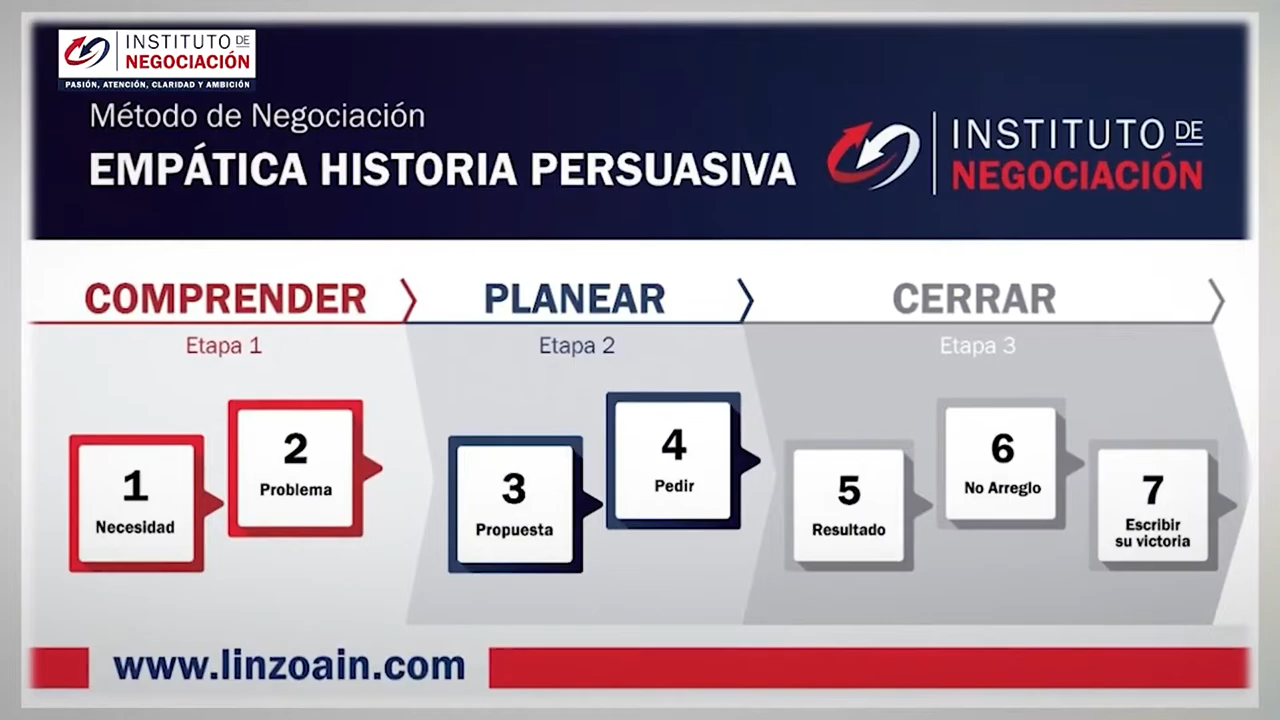 INSTITUTO DE
NEGOCIACIÓN
PASIÓN, ATENCIÓN, CLARIDAD Y AMBICIÓN
Método de Negociación
EMPÁTICA HISTORIA PERSUASIVA
INSTITUTO DE
NEGOCIACIÓN
COMPRENDER
Etapa 1
1
Necesidad
2
Problema
PLANEAR
Etapa 2
3
Propuesta
4
Pedir
CERRAR
Etapa 3
5
Resultado
6
No Arreglo
7
Escribir
su victoria
www.linzoain.com